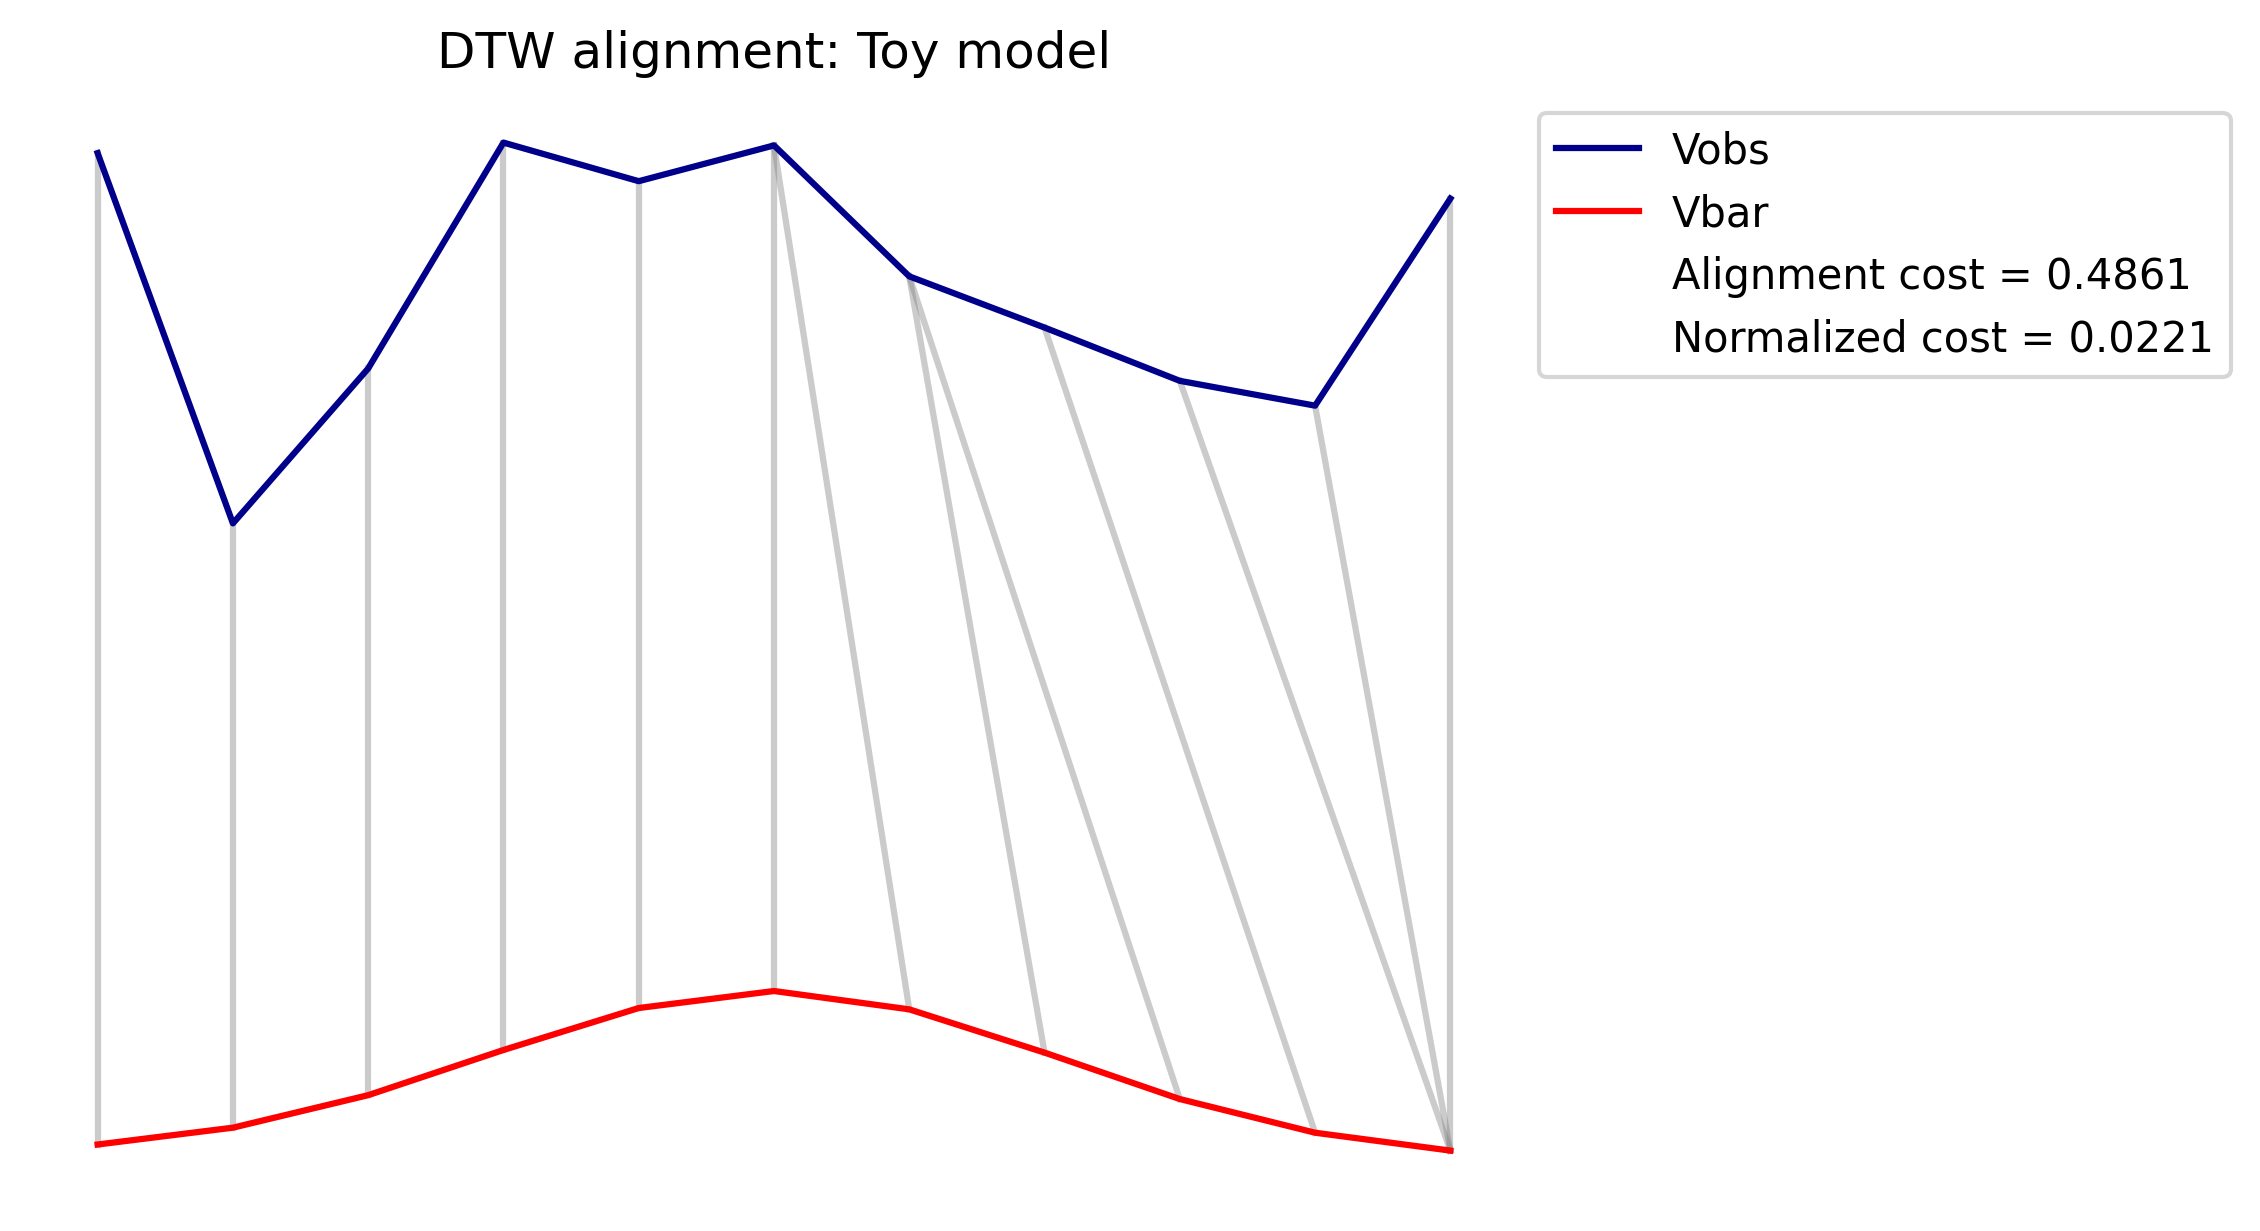 DTW alignment: Toy model
Vobs
Vbar
Alignment cost = 0.4861
Normalized cost = 0.0221